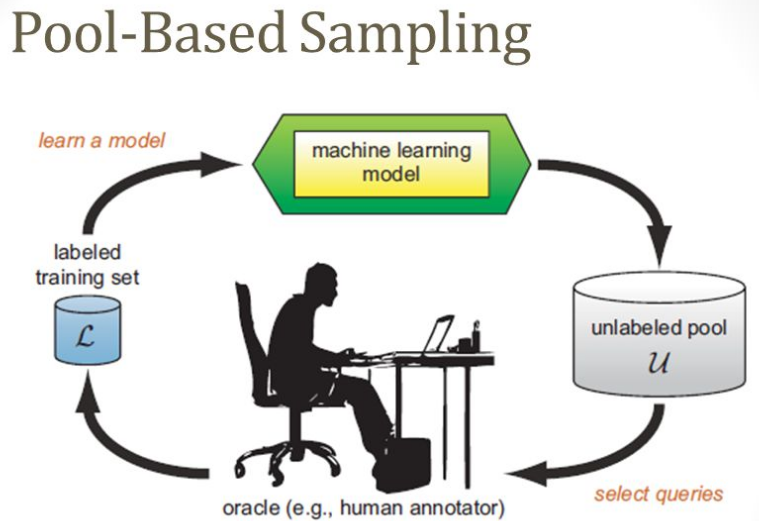 Pool-Based Sampling
learn a model
machine learning
model
labeled
training set
ℒ
unlabeled pool
𝒰
oracle (e.g., human annotator)
select queries